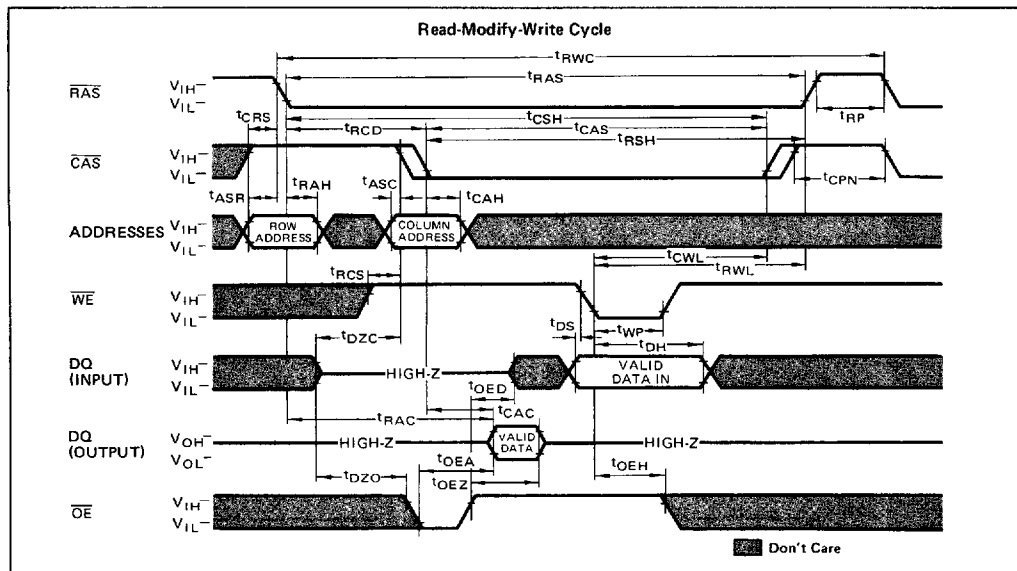 Read-Modify-Write Cycle
tRWC
RAS
VIH-
VIL-
tRAS
tRP
tCRS
tRCD
tCSH
tCAS
tRSH
CAS
VIH-
VIL-
tCPN
tASR
tRAH
tASC
tCAH
ADDRESSES
VIH-
VIL-
ROW
ADDRESS
COLUMN
ADDRESS
tCWL
tRWL
tRCS
WE
VIH-
VIL-
tDS
tWP
tDH
tDZC
DQ
(INPUT)
VIH-
VIL-
HIGH-Z
VALID
DATA IN
tOED
tCAC
tRAC
DQ
(OUTPUT)
VOH-
VOL-
HIGH-Z
VALID
DATA
HIGH-Z
tOEA
tOEZ
tOEH
tDZO
OE
VIH-
VIL-
Don't Care